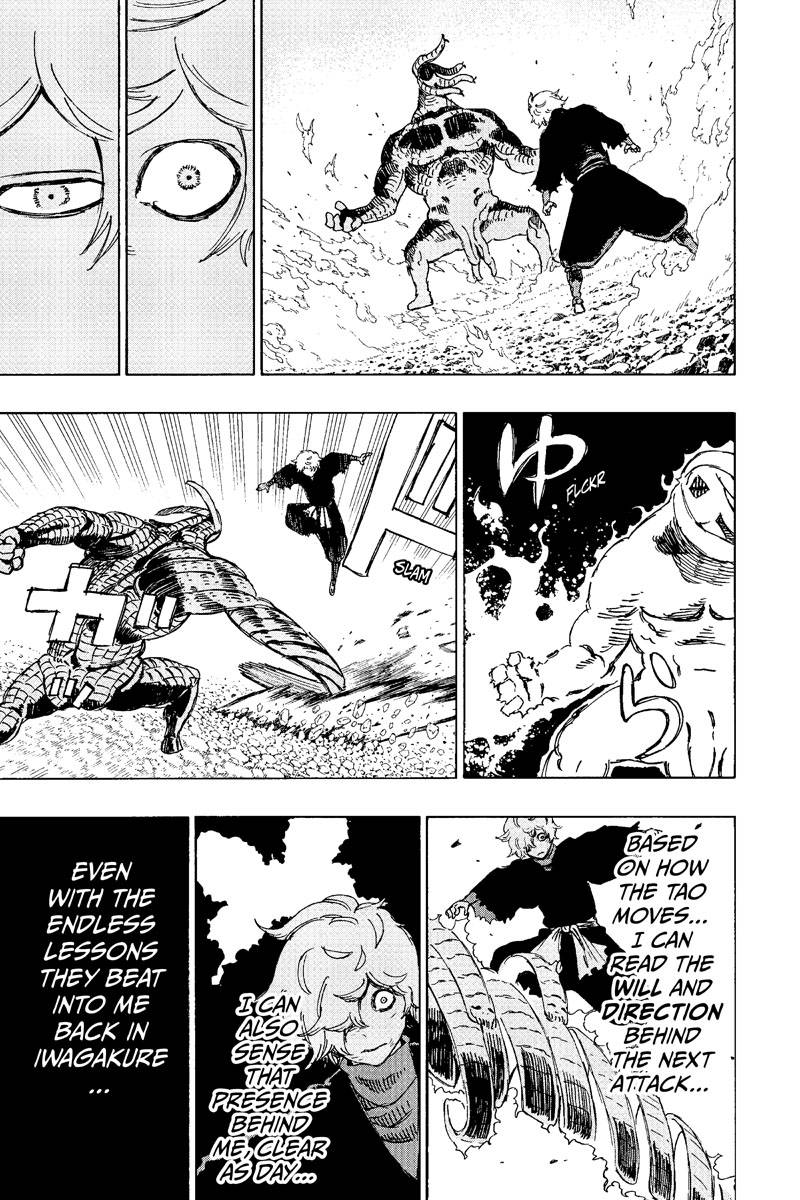 ゆ
FLCKR
ら
ガッ
SLAM
BASED
ON HOW
THE TAO
MOVES...
I CAN
READ THE
WILL AND
DIRECTION
BEHIND
THE NEXT
ATTACK...
I CAN
ALSO
SENSE
THAT
PRESENCE
BEHIND
ME, CLEAR
AS DAY...
EVEN
WITH THE
ENDLESS
LESSONS
THEY BEAT
INTO ME
BACK IN
IWAGAKURE
...